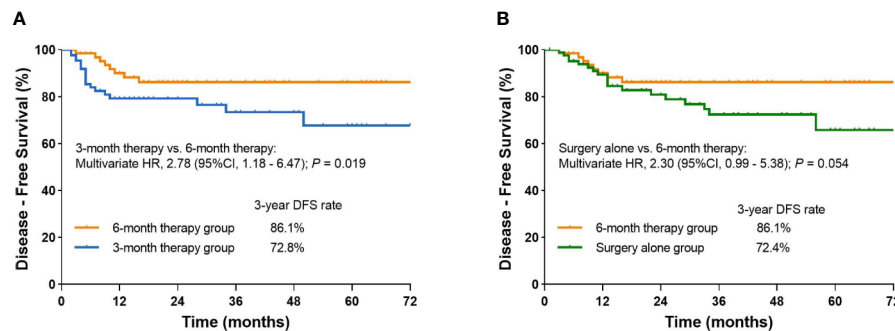 A
100
80
60
80
80
0
Disease - Free Survival (%)
3-month therapy vs. 6-month therapy:
Multivariate HR, 2.78 (95%CI, 1.18 - 6.47); P = 0.019
3-year DFS rate
6-month therapy group 86.1%
3-month therapy group 72.8%
0 12 24 36 48 60 72
Time (months)
B
100
80
60
80
80
0
Disease - Free Survival (%)
Surgery alone vs. 6-month therapy:
Multivariate HR, 2.30 (95%CI, 0.99 - 5.38); P = 0.054
3-year DFS rate
6-month therapy group 86.1%
Surgery alone group 72.4%
0 12 24 36 48 60 72
Time (months)